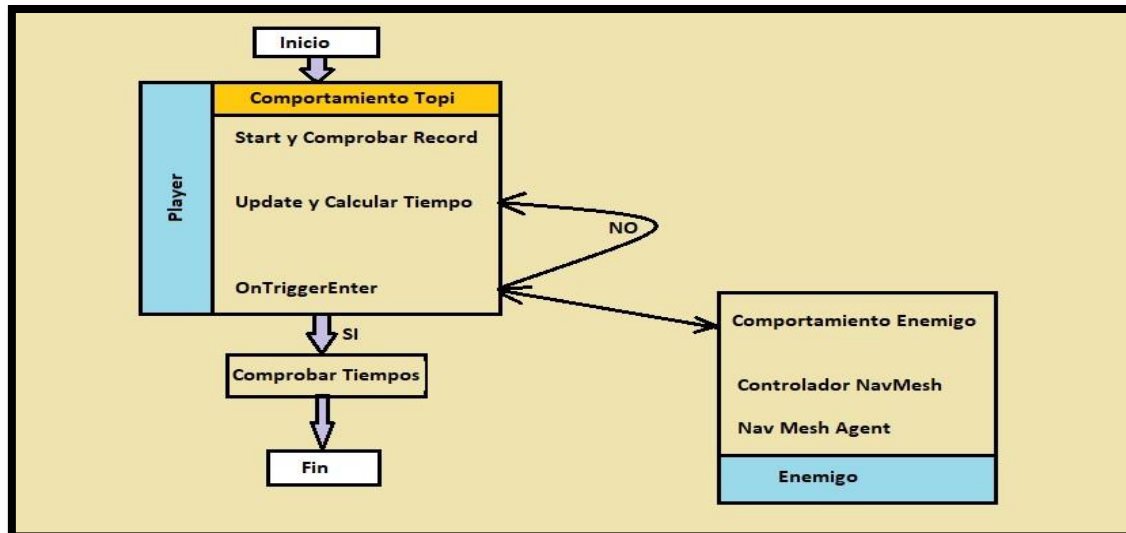 Inicio
Comportamiento Topi
Player
Start y Comprobar Record
Update y Calcular Tiempo
NO
OnTriggerEnter
SI
Comprobar Tiempos
Fin
Comportamiento Enemigo
Controlador NavMesh
Nav Mesh Agent
Enemigo